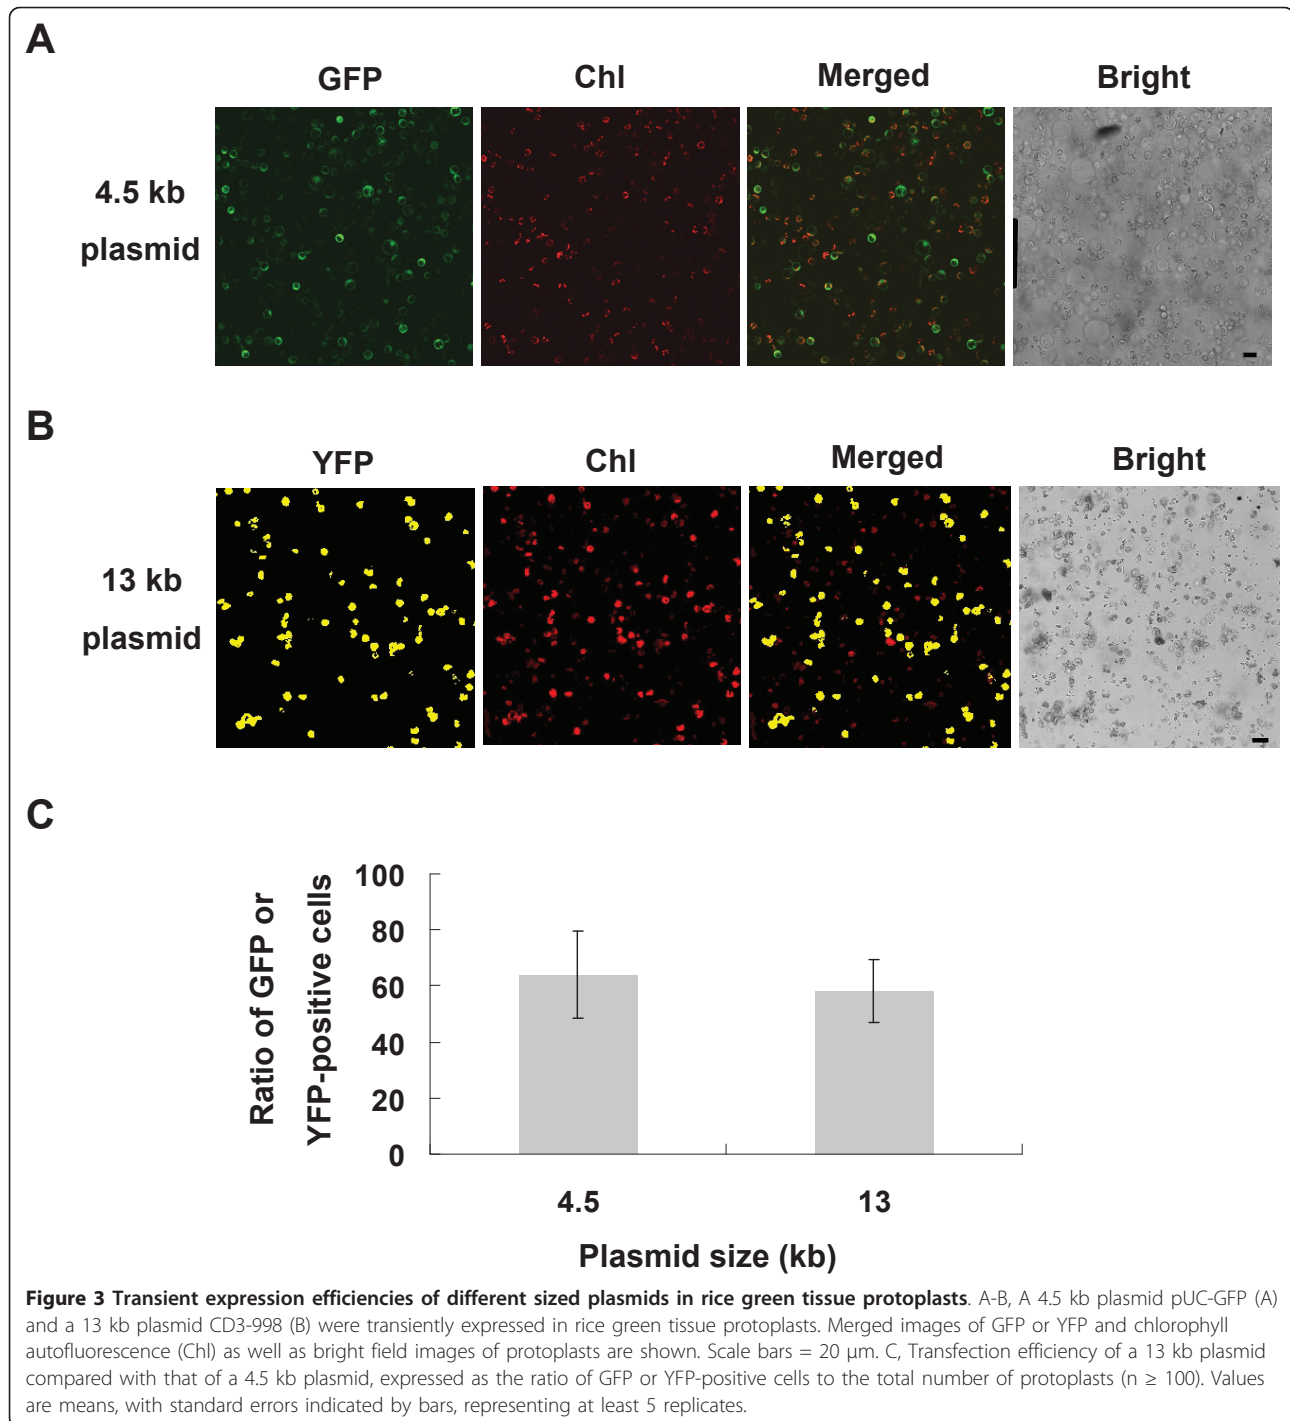 A
GFP Chl Merged Bright
4.5 kb
plasmid
B
YFP Chl Merged Bright
13 kb
plasmid
C
Ratio of GFP or
YFP-positive cells
100
80
60
40
20
0
4.5 13
Plasmid size (kb)
Figure 3 Transient expression efficiencies of different sized plasmids in rice green tissue protoplasts. A-B, A 4.5 kb plasmid pUC-GFP (A)
and a 13 kb plasmid CD3-998 (B) were transiently expressed in rice green tissue protoplasts. Merged images of GFP or YFP and chlorophyll
autofluorescence (Chl) as well as bright field images of protoplasts are shown. Scale bars = 20 μm. C, Transfection efficiency of a 13 kb plasmid
compared with that of a 4.5 kb plasmid, expressed as the ratio of GFP or YFP-positive cells to the total number of protoplasts (n ≥ 100). Values
are means, with standard errors indicated by bars, representing at least 5 replicates.